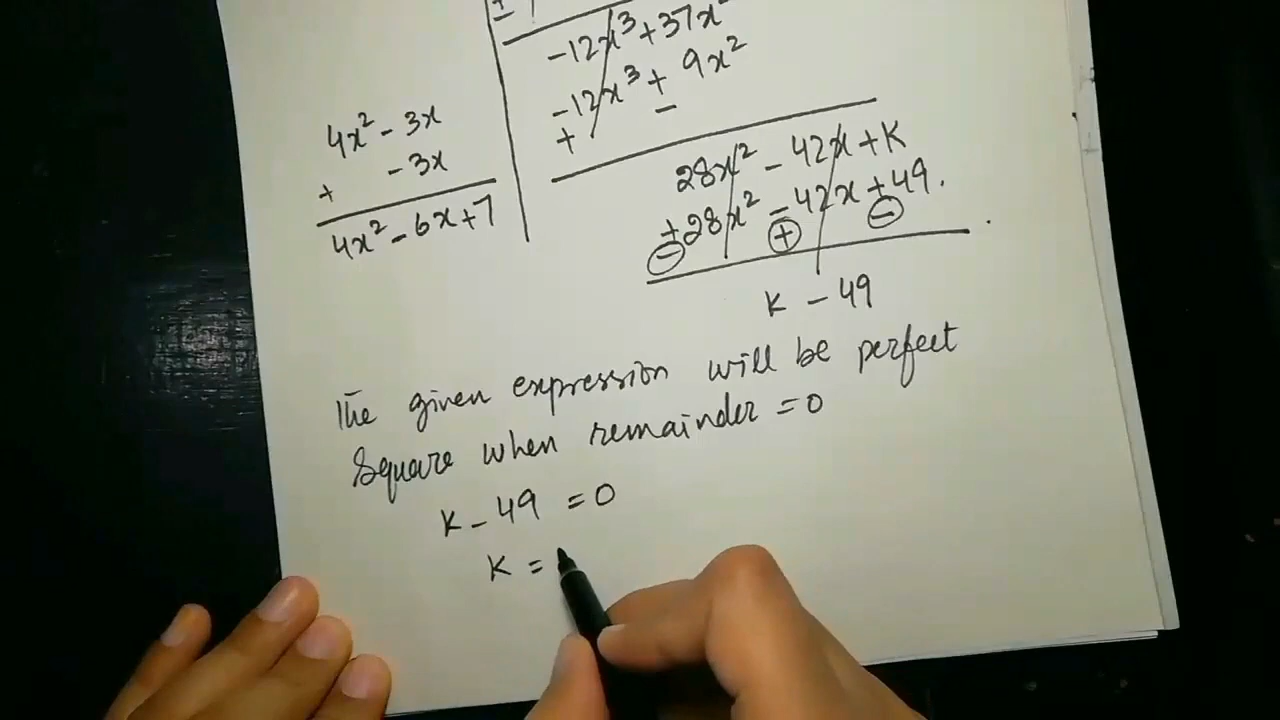 -12x³ + 37x²
-12x³ + 9x²
+ -
4x² - 3x
- 3x
+
4x² - 6x + 7
28x² - 42x + K
+28x² - 42x + 49.
- + -
K - 49
The given expression will be perfect
Square when remainder = 0
K - 49 = 0
K =